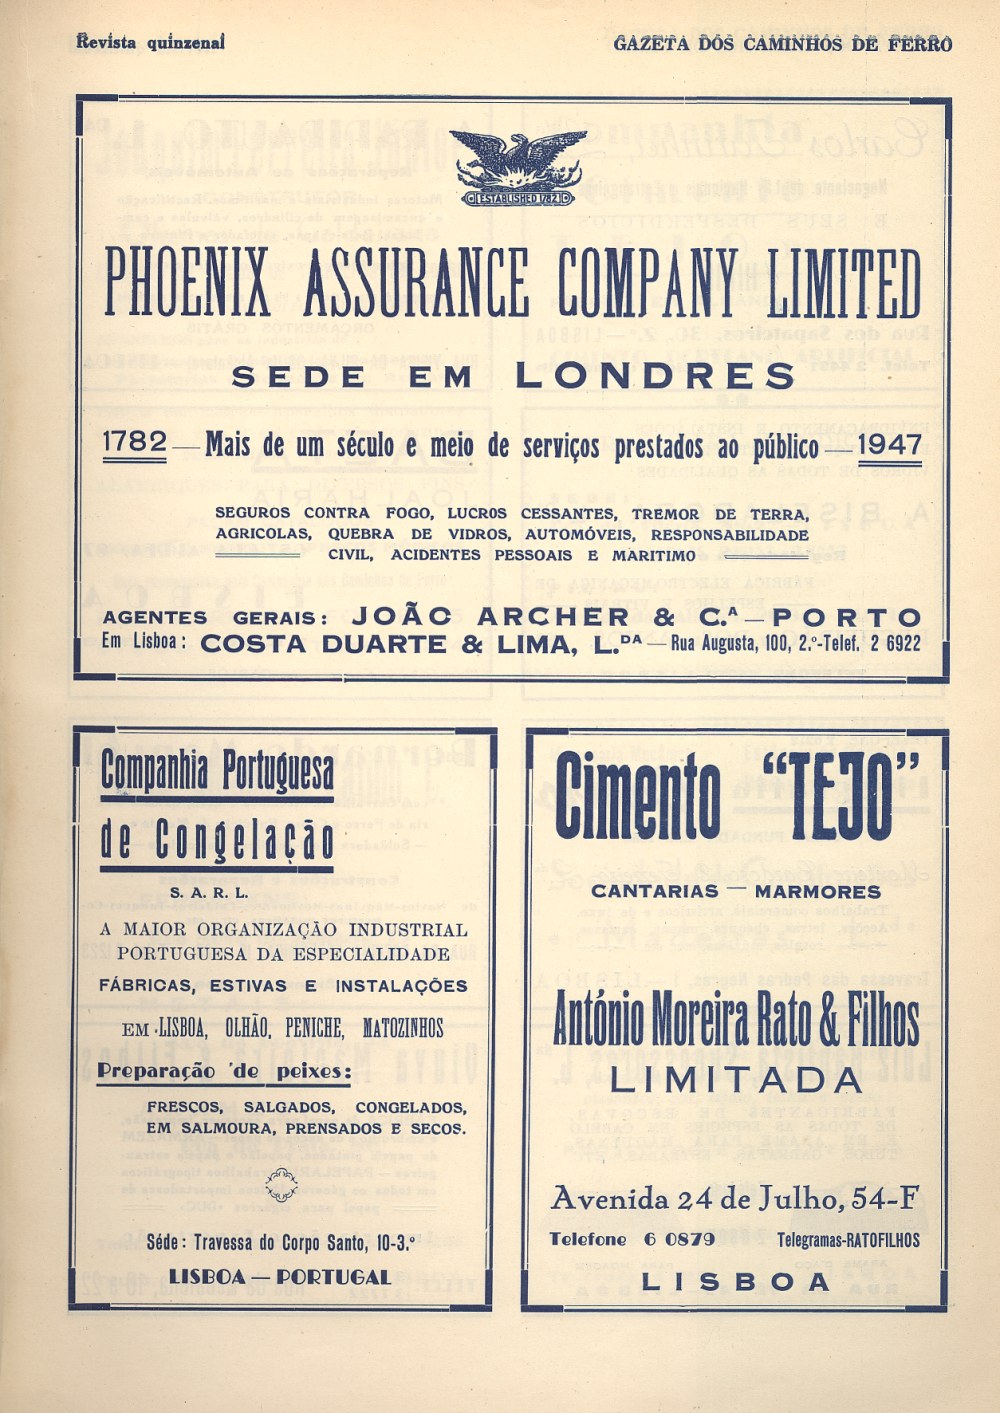 Revista quinzenal
GAZETA DOS CAMINHOS DE FERRO
ESTABLISHED 1782
PHOENIX ASSURANCE COMPANY LIMITED
SEDE EM LONDRES
1782 — Mais de um século e meio de serviços prestados ao público — 1947
SEGUROS CONTRA FOGO, LUCROS CESSANTES, TREMOR DE TERRA,
AGRICOLAS, QUEBRA DE VIDROS, AUTOMÓVEIS, RESPONSABILIDADE
CIVIL, ACIDENTES PESSOAIS E MARITIMO
AGENTES GERAIS: JOÃO ARCHER & C.ª — PORTO
Em Lisboa: COSTA DUARTE & LIMA, L.DA — Rua Augusta, 100, 2.º-Telef. 2 6922
Companhia Portuguesa
de Congelação
S. A. R. L.
A MAIOR ORGANIZAÇÃO INDUSTRIAL
PORTUGUESA DA ESPECIALIDADE
FÁBRICAS, ESTIVAS E INSTALAÇÕES
EM LISBOA, OLHÃO, PENICHE, MATOZINHOS
Preparação de peixes:
FRESCOS, SALGADOS, CONGELADOS,
EM SALMOURA, PRENSADOS E SECOS.
Séde: Travessa do Corpo Santo, 10-3.º
LISBOA — PORTUGAL
Cimento “TEJO”
CANTARIAS — MARMORES
António Moreira Rato & Filhos
LIMITADA
Avenida 24 de Julho, 54-F
Telefone 6 0879 Telegramas-RATOFILHOS
LISBOA